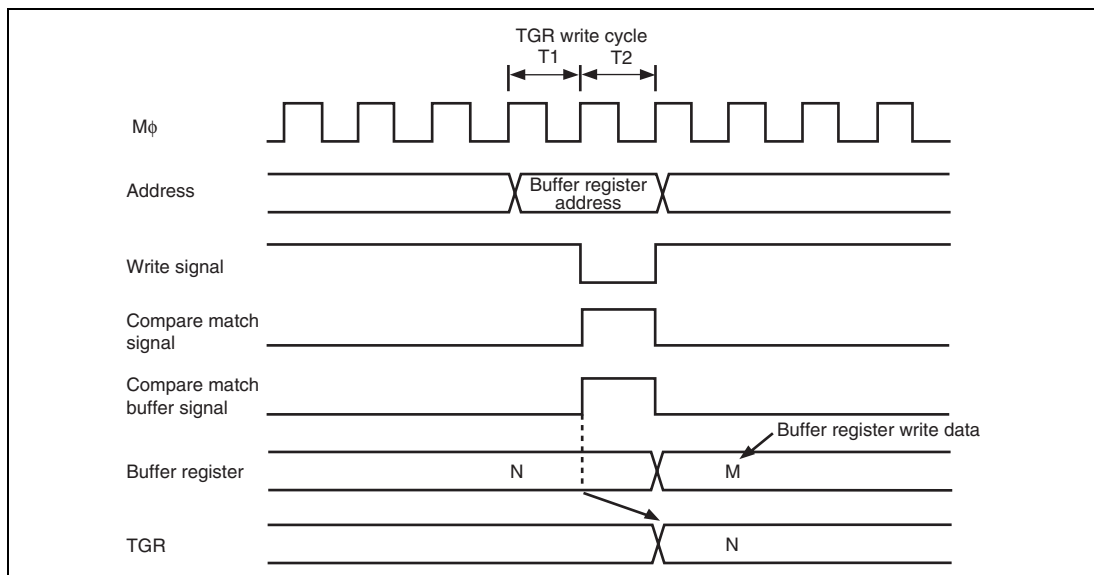 TGR write cycle
T1 T2
Mϕ
Address
Buffer register
address
Write signal
Compare match
signal
Compare match
buffer signal
Buffer register write data
Buffer register
N M
TGR
N